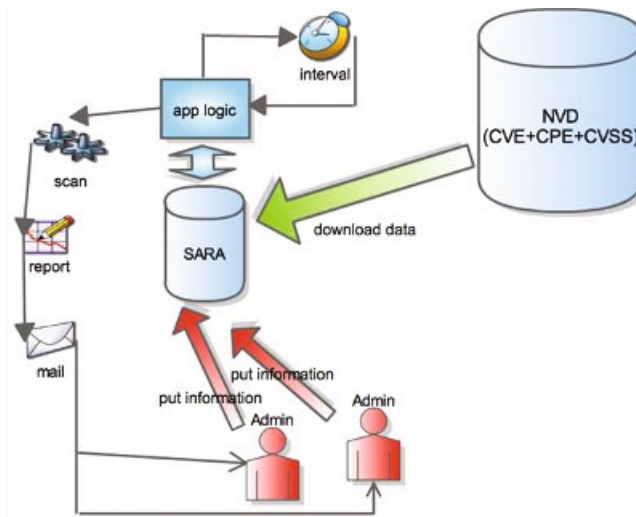 interval
app logic
NVD
(CVE+CPE+CVSS)
scan
download data
SARA
report
mail
put information
put information
Admin
Admin